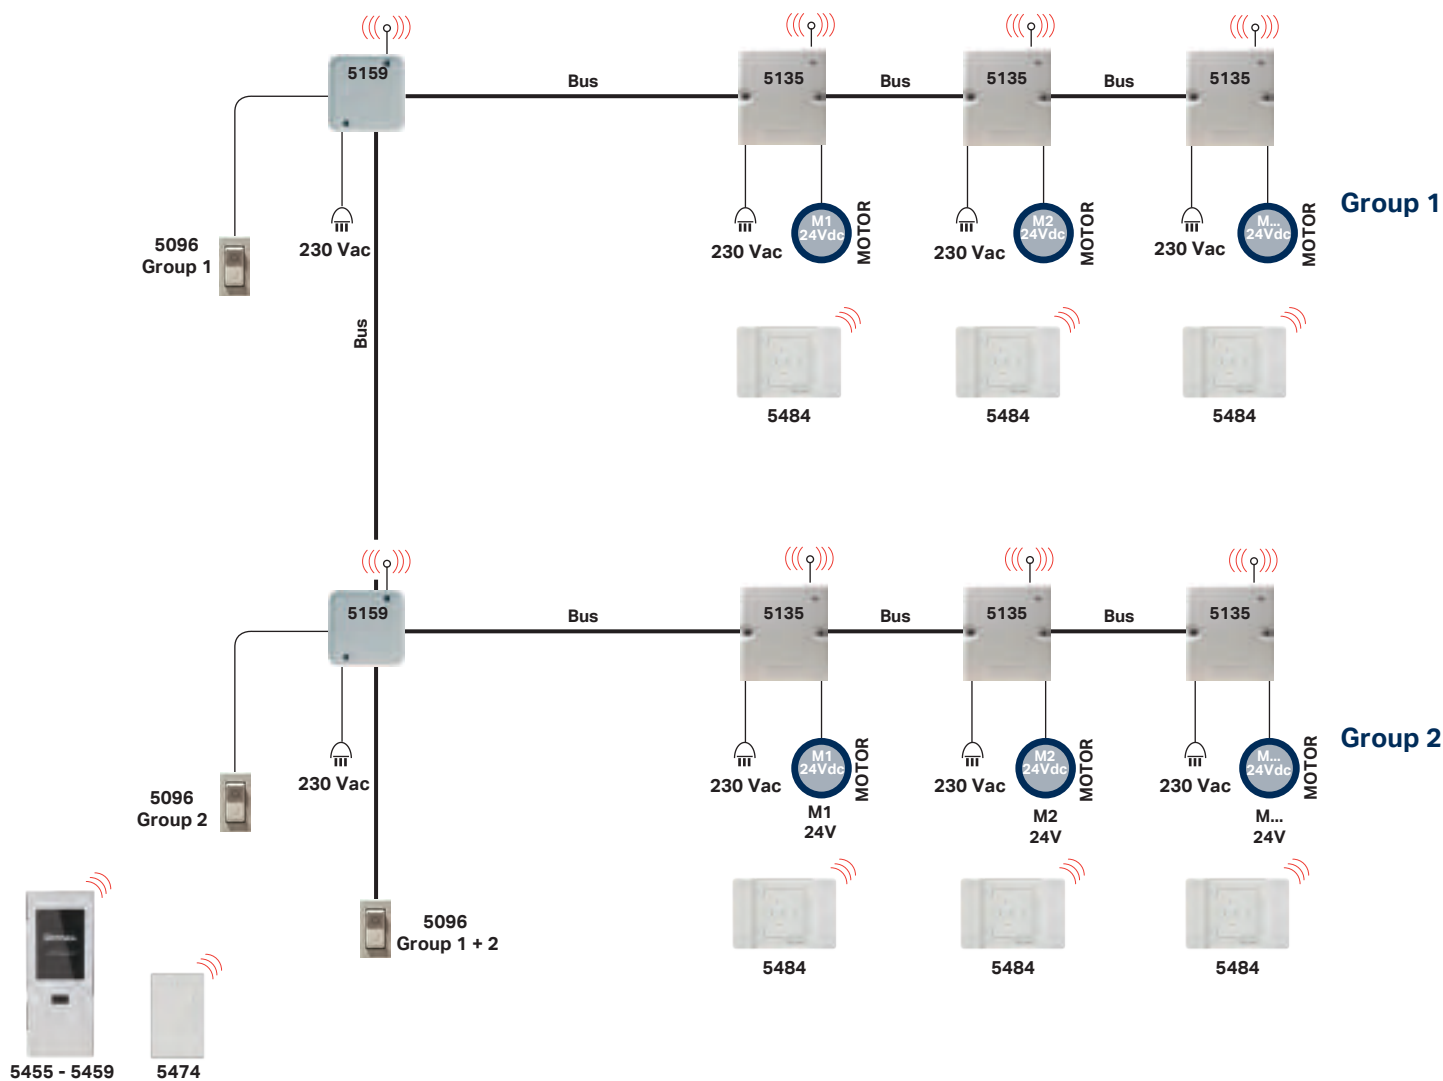 5159
Bus
5135
Bus
5135
Bus
5135
Group 1
5096
Group 1
230 Vac
230 Vac
M1
24Vdc
MOTOR
230 Vac
M2
24Vdc
MOTOR
230 Vac
M...
24Vdc
MOTOR
Bus
5484
5484
5484
5159
Bus
5135
Bus
5135
Bus
5135
Group 2
5096
Group 2
230 Vac
230 Vac
M1
24Vdc
MOTOR
M1
24V
230 Vac
M2
24Vdc
MOTOR
M2
24V
230 Vac
M...
24Vdc
MOTOR
M...
24V
5096
Group 1 + 2
5484
5484
5484
5455 - 5459
5474